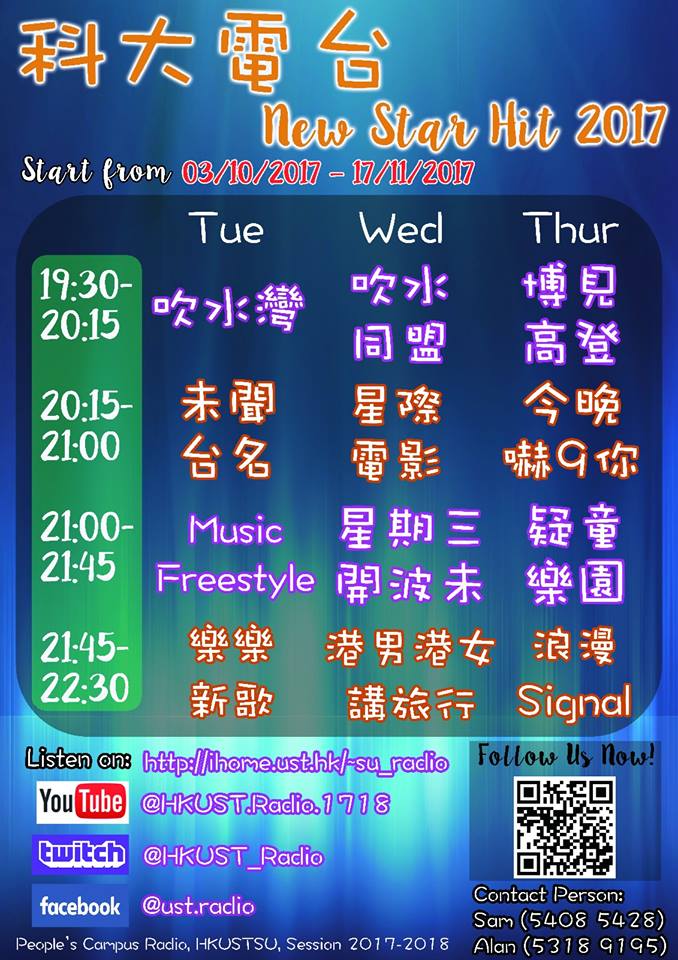 科大電台
New Star Hit 2017
Start from 03/10/2017 - 17/11/2017
Tue Wed Thur
19:30-
20:15
吹水灣
吹水
同盟
博見
高登
20:15-
21:00
未聞
台名
星際
電影
今晚
嚇9你
21:00-
21:45
Music
Freestyle
星期三
開波未
疑童
樂園
21:45-
22:30
樂樂
新歌
港男港女
講旅行
浪漫
Signal
Listen on: http://ihome.ust.hk/~su_radio
YouTube @HKUST.Radio.1718
twitch @HKUST_Radio
facebook @ust.radio
Follow Us Now!
Contact Person:
Sam (5408 5428)
Alan (5318 9195)
People's Campus Radio, HKUSTSU, Session 2017-2018